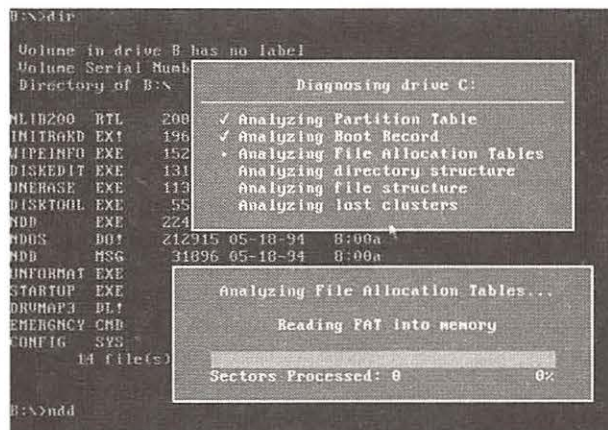 B:\>dir
Volume in drive B has no label
Volume Serial Numb
Directory of B:\
NLIB200 RTL 208
INITRAKD EX! 196
WIPEINFO EXE 152
DISKEDIT EXE 131
UNERASE EXE 113
DISKTOOL EXE 55
NDD EXE 224
NDOS DO! 212915 05-18-94 8:00a
NDD MSG 31896 05-18-94 8:00a
UNFORMAT EXE
STARTUP EXE
DRVMAP3 DL!
EMERGNCY CMD
CONFIG SYS
14 file(s)
B:\>ndd
Diagnosing drive C:
✓ Analyzing Partition Table
✓ Analyzing Boot Record
· Analyzing File Allocation Tables
Analyzing directory structure
Analyzing file structure
Analyzing lost clusters
Analyzing File Allocation Tables...
Reading FAT into memory
Sectors Processed: 0 0%